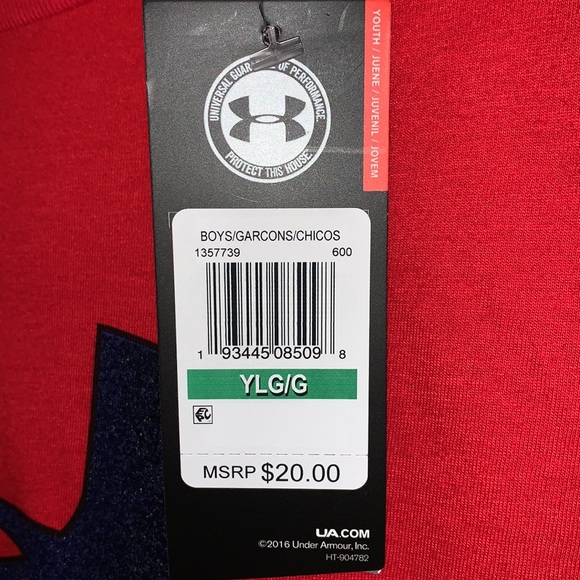 UNIVERSAL GUAR OF PERFORMANCE.
PROTECT THIS HOUSE.
YOUTH / JUENE / JUVENIL / JOVEM
BOYS/GARCONS/CHICOS
1357739 600
1 93445 08509 8
YLG/G
MSRP $20.00
UA.COM
©2016 Under Armour, Inc.
HT-904782